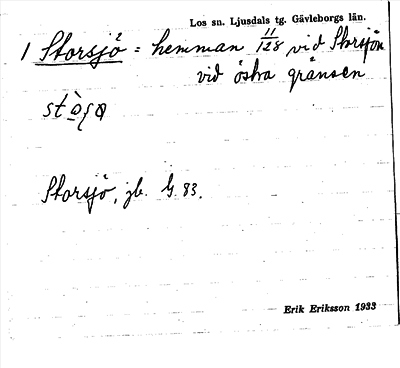 Los sn. Ljusdals tg. Gävleborgs län.
1 Storsjö = hemman 11/128 vid Storsjön
vid östra gränsen
Storsjö, jb. G 83.
Erik Eriksson 1933